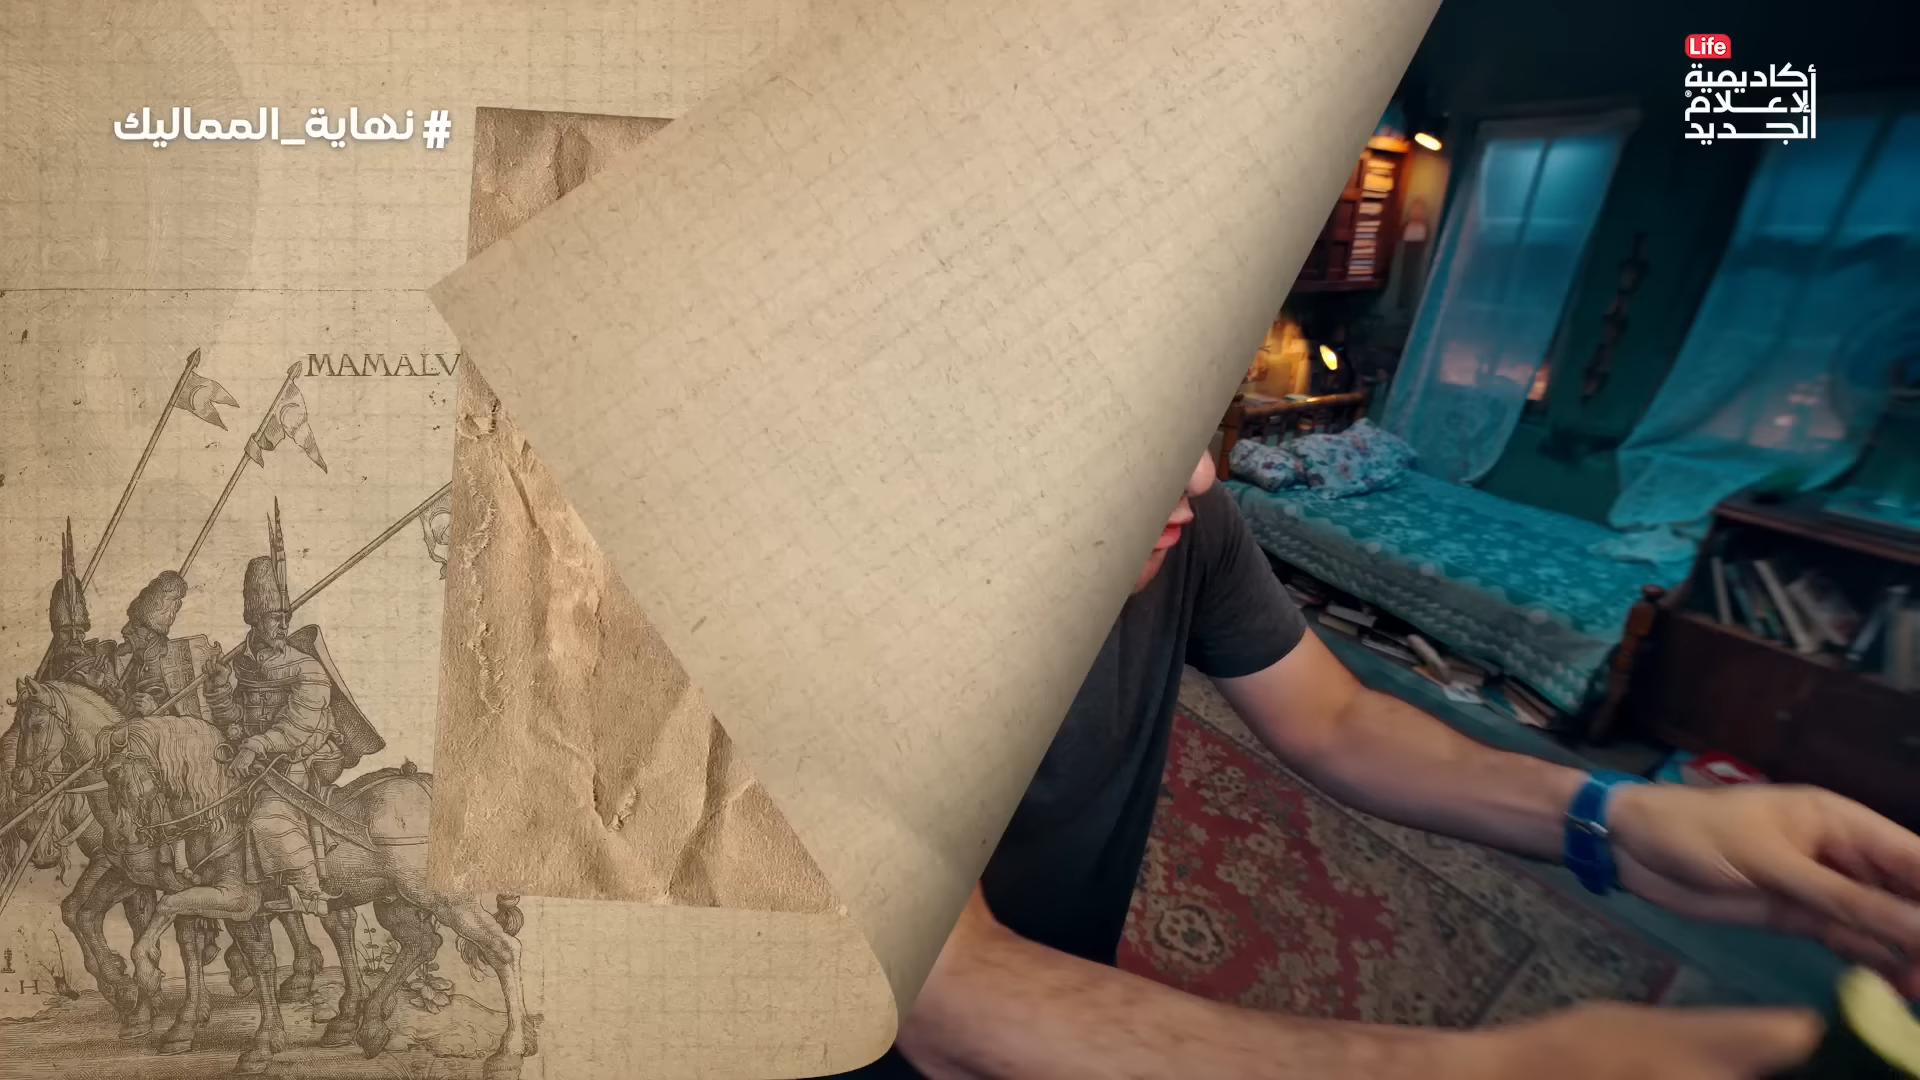 Life
أكاديمية
الإعلام
الجديد
#نهاية_المماليك
MAMALV
H